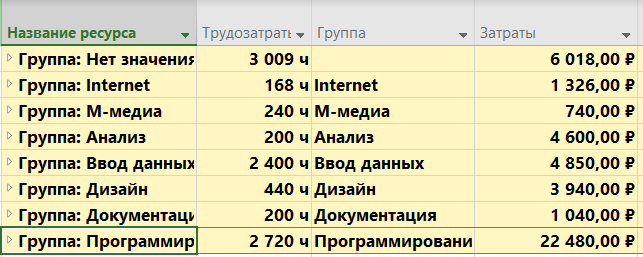 Название ресурса Трудозатраты Группа Затраты
Группа: Нет значения 3 009 ч 6 018,00 ₽
Группа: Internet 168 ч Internet 1 326,00 ₽
Группа: М-медиа 240 ч М-медиа 740,00 ₽
Группа: Анализ 200 ч Анализ 4 600,00 ₽
Группа: Ввод данных 2 400 ч Ввод данных 4 850,00 ₽
Группа: Дизайн 440 ч Дизайн 3 940,00 ₽
Группа: Документаци 200 ч Документация 1 040,00 ₽
Группа: Программир 2 720 ч Программировани 22 480,00 ₽